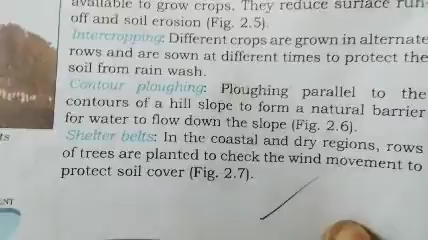 available to grow crops. They reduce surface run-
off and soil erosion (Fig. 2.5).
Intercropping: Different crops are grown in alternate
rows and are sown at different times to protect the
soil from rain wash.
Contour ploughing: Ploughing parallel to the
contours of a hill slope to form a natural barrier
for water to flow down the slope (Fig. 2.6).
Shelter belts: In the coastal and dry regions, rows
of trees are planted to check the wind movement to
protect soil cover (Fig. 2.7).
ts
ENT